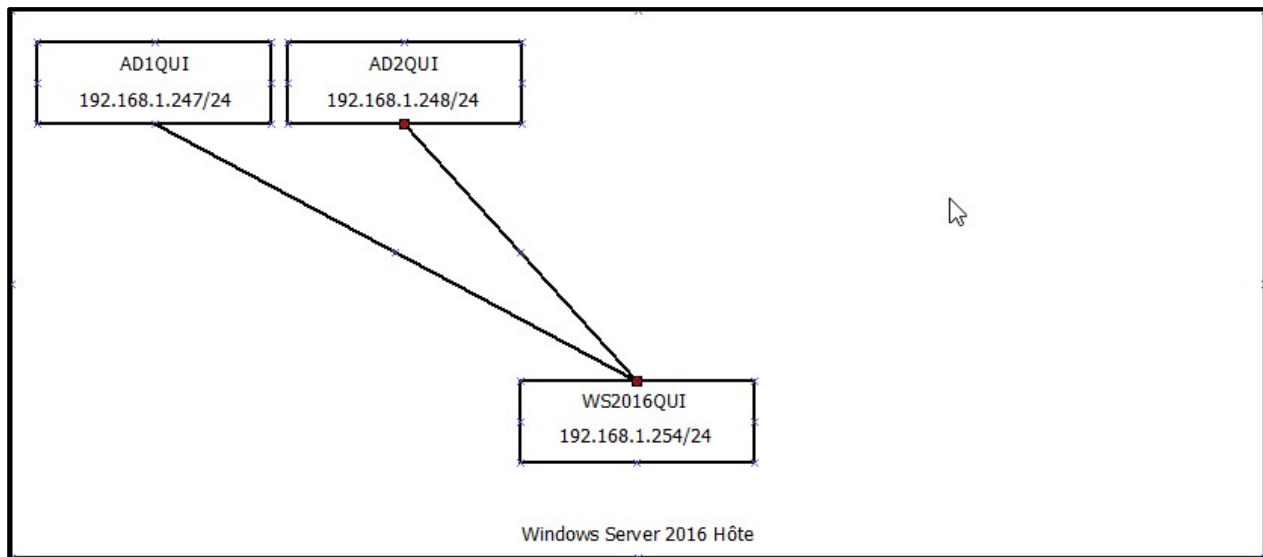 AD1QUI
192.168.1.247/24
AD2QUI
192.168.1.248/24
WS2016QUI
192.168.1.254/24
Windows Server 2016 Hôte